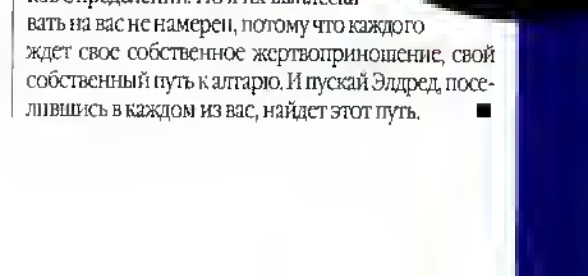 вать на вас не намерен, потому что каждого
ждет свое собственное жертвоприношение, свой
собственный путь к алтарю. И пускай Элдред, посе-
лившись в каждом из вас, найдет этот путь.